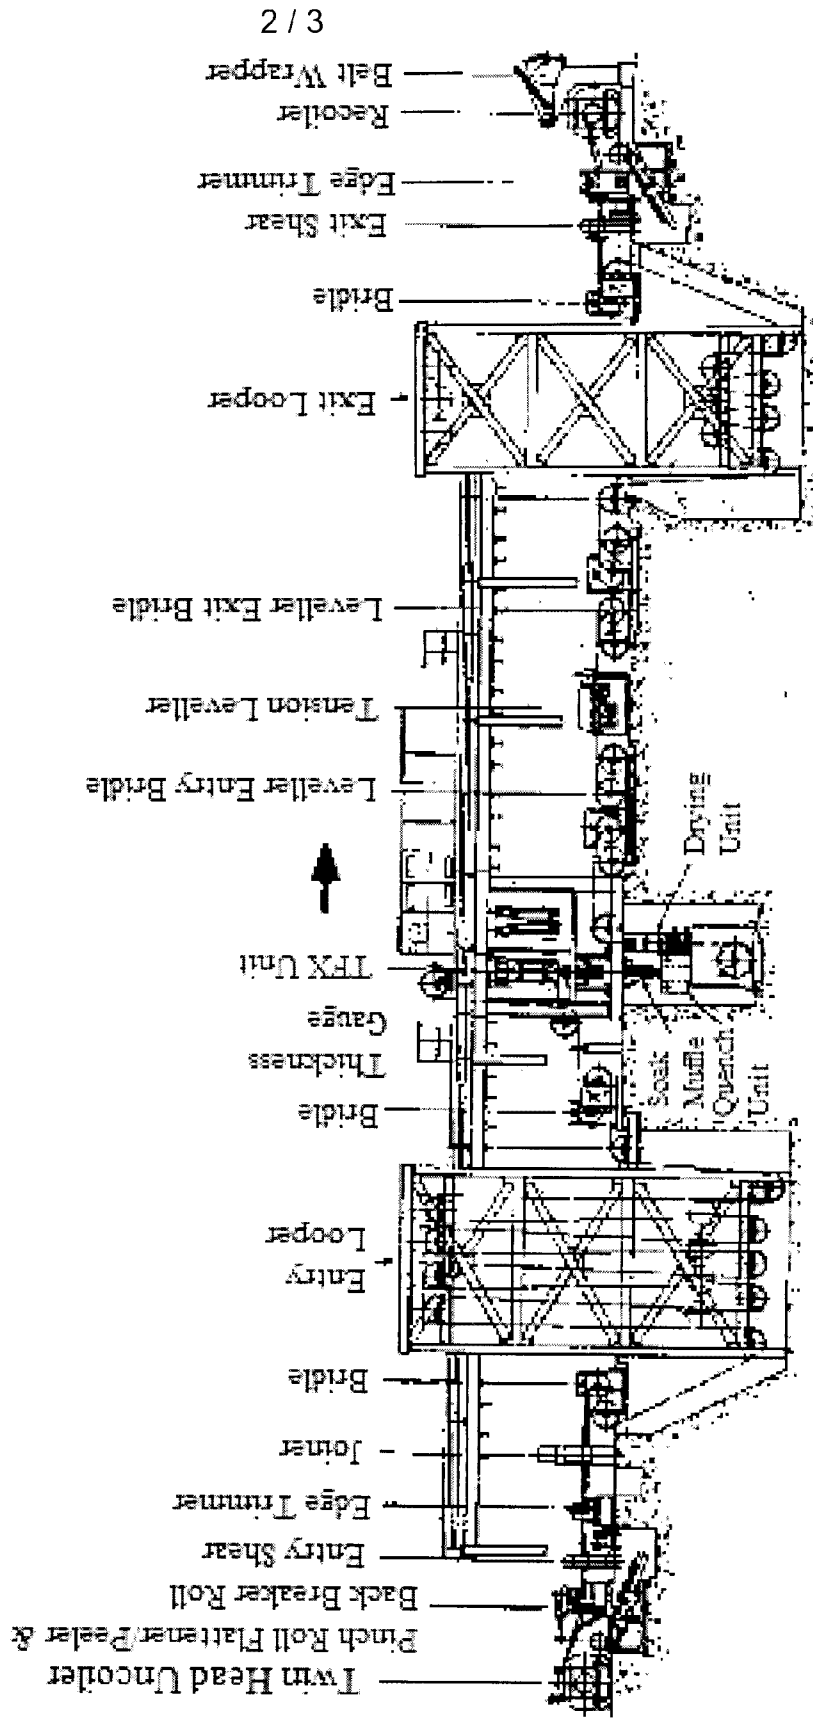 2 / 3
Belt Wrapper
Recoiler
Edge Trimmer
Exit Shear
Bridle
Exit Looper
Leveller Exit Bridle
Tension Leveller
Leveller Entry Bridle
Drying
Unit
TFX Unit
Thickness
Gauge
Bridle
Soak
Muffle
Quench
Unit
Entry
Looper
Bridle
Joiner
Edge Trimmer
Entry Shear
Pinch Roll Flattener/Peeler &
Back Breaker Roll
Twin Head Uncoiler